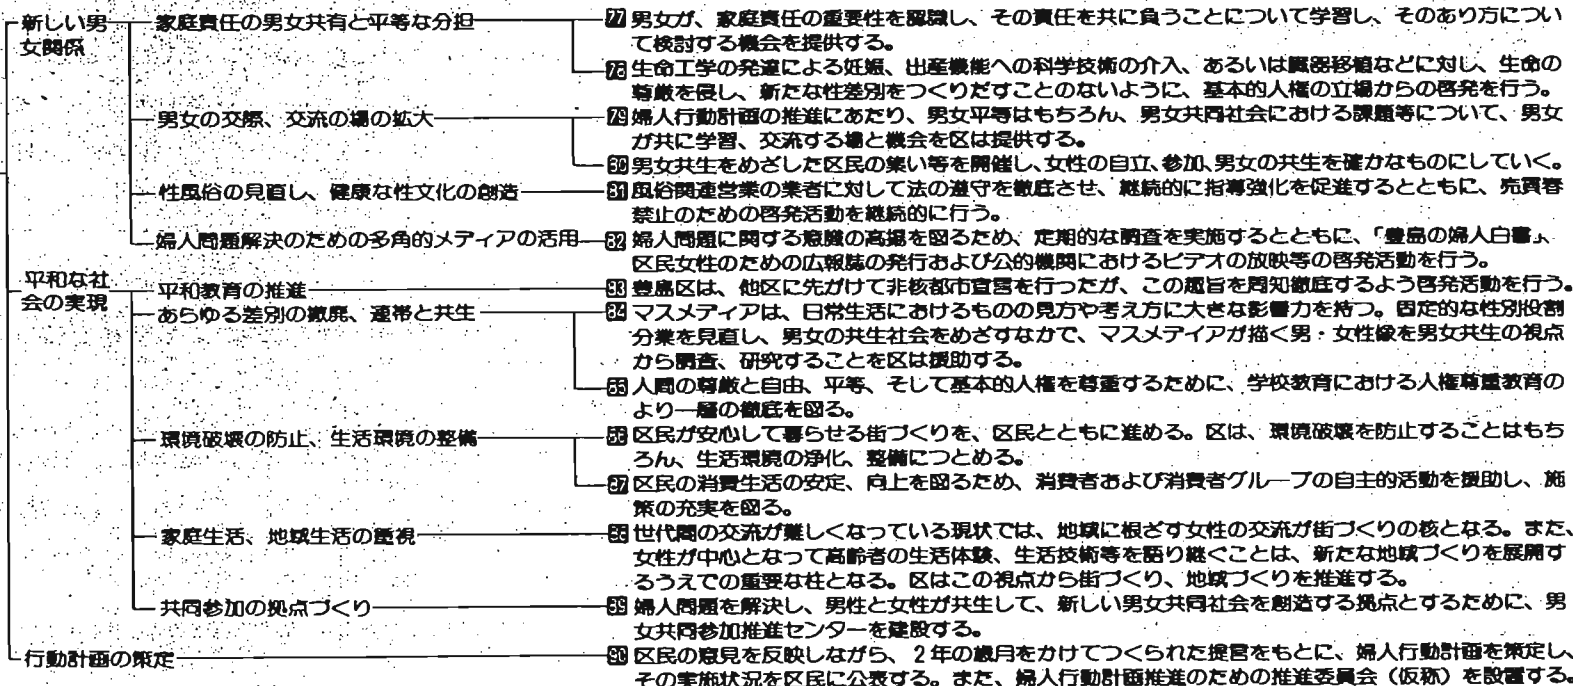 新しい男
女関係
家庭責任の男女共有と平等な分担
77 男女が、家庭責任の重要性を認識し、その責任を共に負うことについて学習し、そのあり方につい
て検討する機会を提供する。
78 生命工学の発達による妊娠、出産機能への科学技術の介入、あるいは臓器移植などに対し、生命の
尊厳を侵し、新たな性差別をつくりだすことのないように、基本的人権の立場からの啓発を行う。
男女の交際、交流の場の拡大
79 婦人行動計画の推進にあたり、男女平等はもちろん、男女共同社会における課題等について、男女
が共に学習、交流する場と機会を区は提供する。
80 男女共生をめざした区民の集い等を開催し、女性の自立、参加、男女の共生を確かなものにしていく。
性風俗の見直し、健康な性文化の創造
81 風俗関連営業の業者に対して法の遵守を徹底させ、継続的に指導強化を促進するとともに、売買春
禁止のための啓発活動を継続的に行う。
婦人問題解決のための多角的メディアの活用
82 婦人問題に関する意識の高揚を図るため、定期的な調査を実施するとともに、「豊島の婦人白書」、
区民女性のための広報誌の発行および公的機関におけるビデオの放映等の啓発活動を行う。
平和な社
会の実現
平和教育の推進
83 豊島区は、他区に先がけて非核都市宣言を行ったが、この趣旨を周知徹底するよう啓発活動を行う。
あらゆる差別の撤廃、連帯と共生
84 マスメディアは、日常生活におけるものの見方や考え方に大きな影響力を持つ。固定的な性別役割
分業を見直し、男女の共生社会をめざすなかで、マスメデイアが描く男・女性像を男女共生の視点
から調査、研究することを区は援助する。
85 人間の尊厳と自由、平等、そして基本的人権を尊重するために、学校教育における人権尊重教育の
より一層の徹底を図る。
環境破壊の防止、生活環境の整備
86 区民が安心して暮らせる街づくりを、区民とともに進める。区は、環境破壊を防止することはもち
ろん、生活環境の浄化、整備につとめる。
87 区民の消費生活の安定、向上を図るため、消費者および消費者グループの自主的活動を援助し、施
策の充実を図る。
家庭生活、地域生活の重視
88 世代間の交流が難しくなっている現状では、地域に根ざす女性の交流が街づくりの核となる。また、
女性が中心となって高齢者の生活体験、生活技術等を語り継ぐことは、新たな地域づくりを展開す
るうえでの重要な柱となる。区はこの視点から街づくり、地域づくりを推進する。
共同参加の拠点づくり
89 婦人問題を解決し、男性と女性が共生して、新しい男女共同社会を創造する拠点とするために、男
女共同参加推進センターを建設する。
行動計画の策定
90 区民の意見を反映しながら、2年の歳月をかけてつくられた提言をもとに、婦人行動計画を策定し、
その実施状況を区民に公表する。また、婦人行動計画推進のための推進委員会（仮称）を設置する。